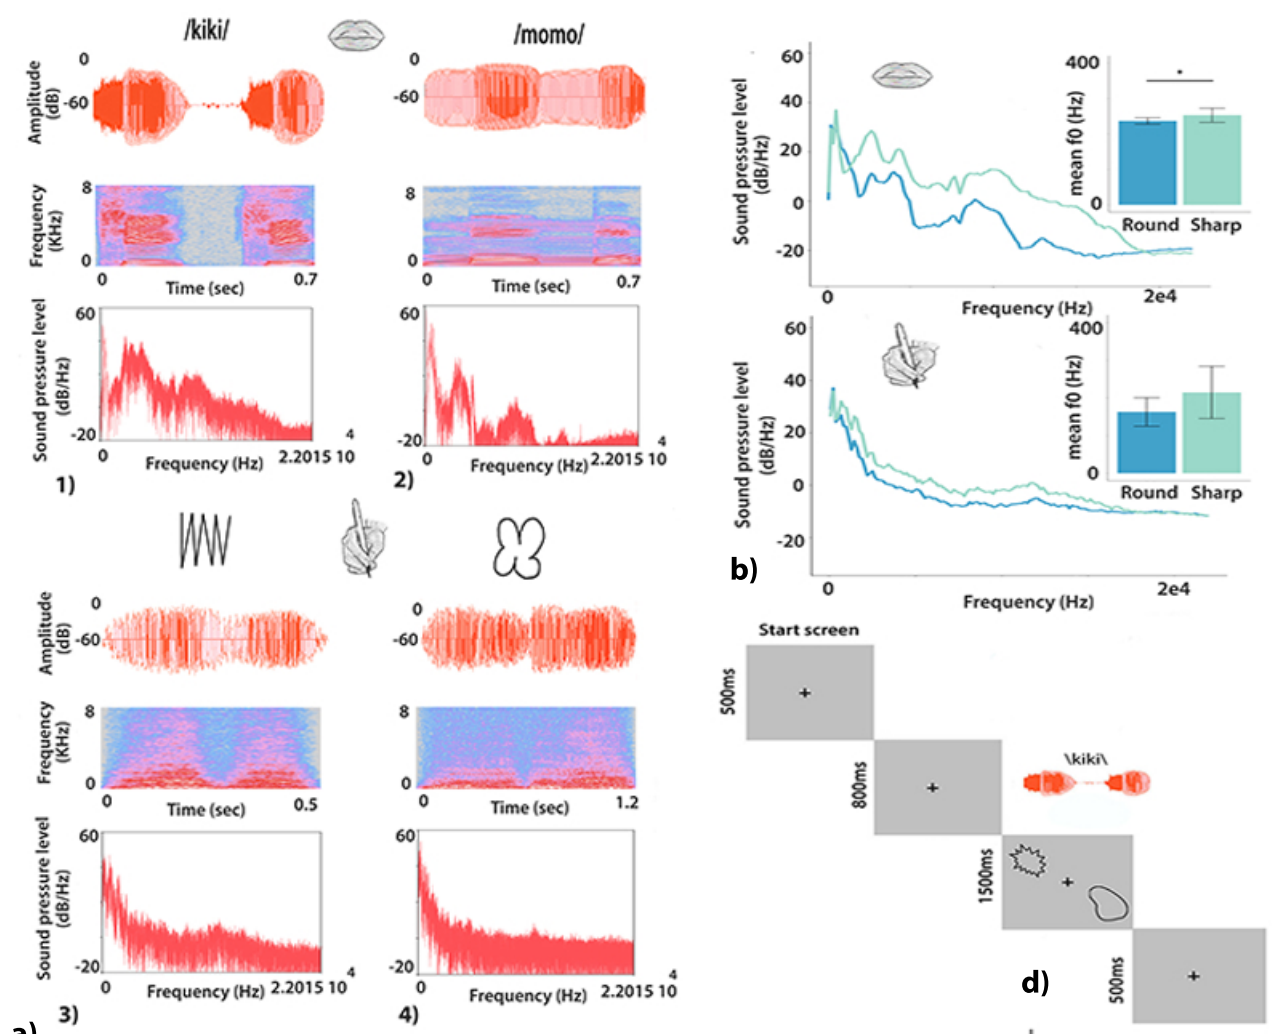 /kiki/
/momo/
0
-60
Amplitude
(dB)
0
-60
8
0
Frequency
(KHz)
8
0
0
Time (sec)
0.7
0
Time (sec)
0.7
60
-20
Sound pressure level
(dB/Hz)
60
-20
0
Frequency (Hz)
2.2015 10
4
0
Frequency (Hz)
2.2015 10
4
1)
2)
0
-60
Amplitude
(dB)
0
-60
8
0
Frequency
(KHz)
8
0
0
Time (sec)
0.5
0
Time (sec)
1.2
60
-20
Sound pressure level
(dB/Hz)
60
-20
0
Frequency (Hz)
2.2015 10
4
0
Frequency (Hz)
2.2015 10
4
3)
4)
a)
60
40
20
0
-20
Sound pressure level
(dB/Hz)
0
Frequency (Hz)
2e4
400
0
mean f0 (Hz)
*
Round Sharp
60
40
20
0
-20
Sound pressure level
(dB/Hz)
0
Frequency (Hz)
2e4
400
0
mean f0 (Hz)
Round Sharp
b)
Start screen
500ms
800ms
\kiki\
1500ms
500ms
d)